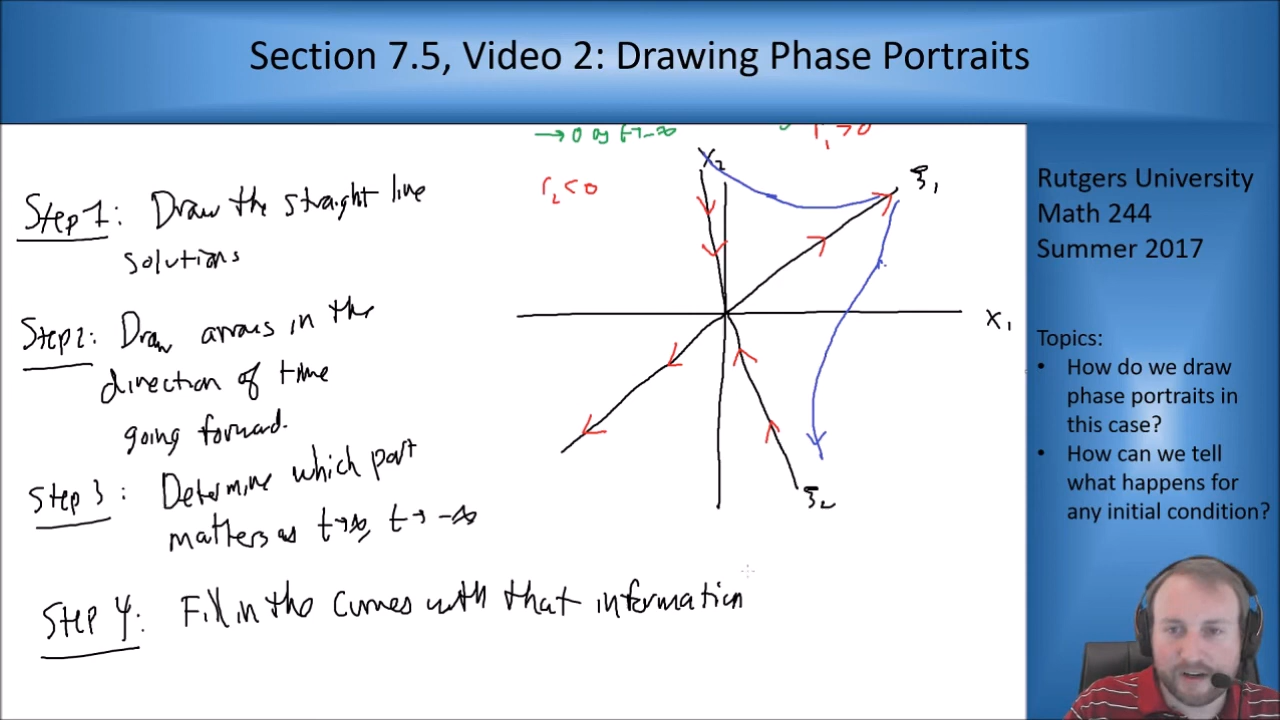 Section 7.5, Video 2: Drawing Phase Portraits
→ 0 as t→-∞
r₁ > 0
r₂ < 0
x₂
ξ₁
x₁
ξ₂
Step 1: Draw the straight line
solutions
Step 2: Draw arrows in the
direction of time
going forward.
Step 3: Determine which part
matters as t→∞, t→-∞
Step 4: Fill in the curves with that information
Rutgers University
Math 244
Summer 2017
Topics:
• How do we draw
phase portraits in
this case?
• How can we tell
what happens for
any initial condition?